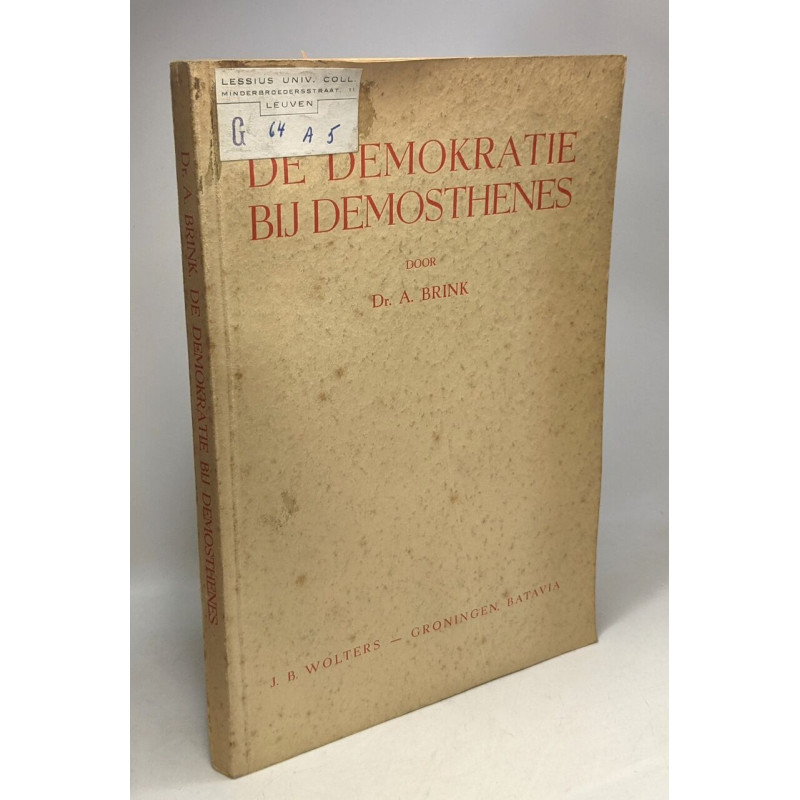 LESSIUS UNIV. COLL.
MINDERBROEDERSSTRAAT, 11
LEUVEN
G 64 A 5
DE DEMOKRATIE
BIJ DEMOSTHENES
DOOR
Dr. A. BRINK
J. B. WOLTERS — GRONINGEN, BATAVIA
Dr. A. BRINK DE DEMOKRATIE BIJ DEMOSTHENES